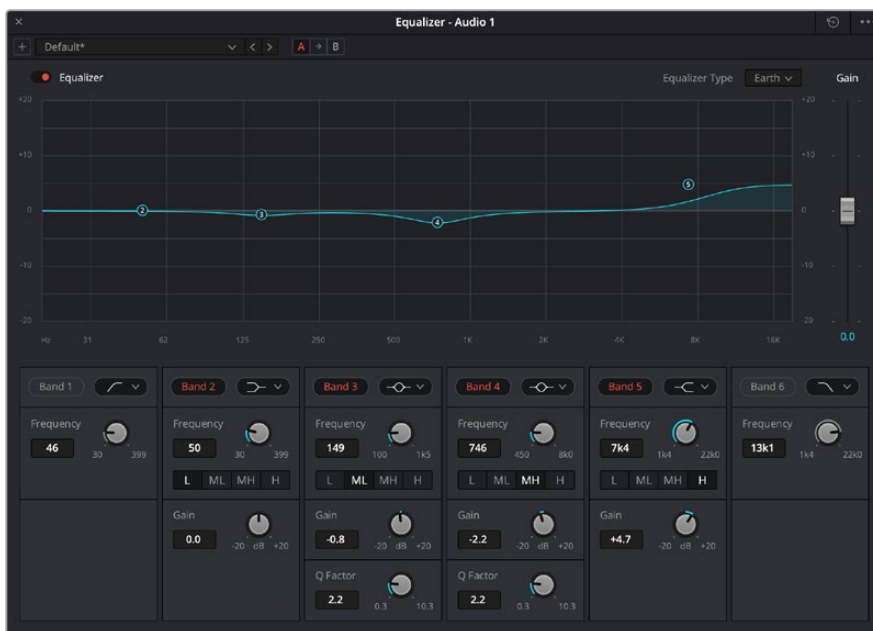 Equalizer - Audio 1
Default*
A B
Equalizer
Equalizer Type Earth Gain
+20 +20
+10 +10
0 0
-10 -10
-20 -20
Hz 31 62 125 250 500 1K 2K 4K 8K 16K 0.0
2 3 4 5
Band 1 Band 2 Band 3 Band 4 Band 5 Band 6
Frequency Frequency Frequency Frequency Frequency Frequency
46 30 399 50 30 399 149 100 1k5 746 450 8k0 7k4 1k4 22k0 13k1 1k4 22k0
L ML MH H L ML MH H L ML MH H L ML MH H
Gain Gain Gain Gain
0.0 -20 dB +20 -0.8 -20 dB +20 -2.2 -20 dB +20 +4.7 -20 dB +20
Q Factor Q Factor
2.2 0.3 10.3 2.2 0.3 10.3